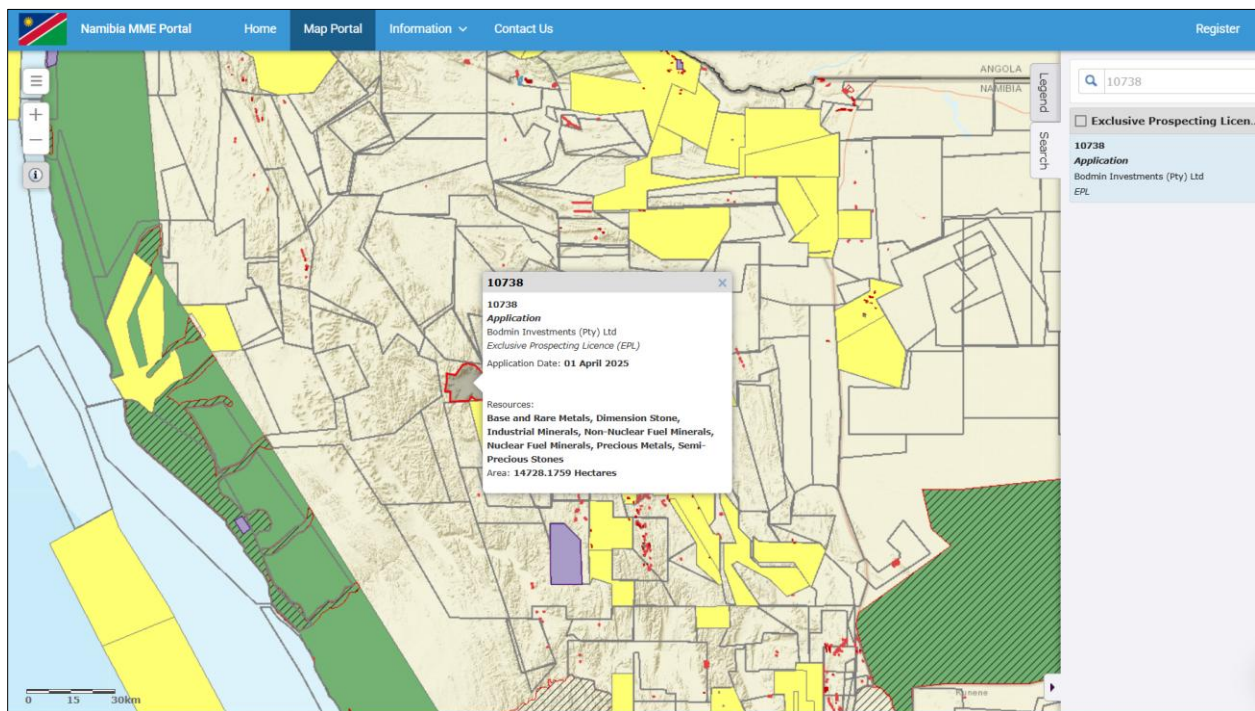 Namibia MME Portal Home Map Portal Information Contact Us Register
ANGOLA
NAMIBIA
Legend
Search
10738
Exclusive Prospecting Licen...
10738
Application
Bodmin Investments (Pty) Ltd
EPL
10738
10738
Application
Bodmin Investments (Pty) Ltd
Exclusive Prospecting Licence (EPL)
Application Date: 01 April 2025
Resources:
Base and Rare Metals, Dimension Stone,
Industrial Minerals, Non-Nuclear Fuel Minerals,
Nuclear Fuel Minerals, Precious Metals, Semi-
Precious Stones
Area: 14728.1759 Hectares
0 15 30km
Kunene